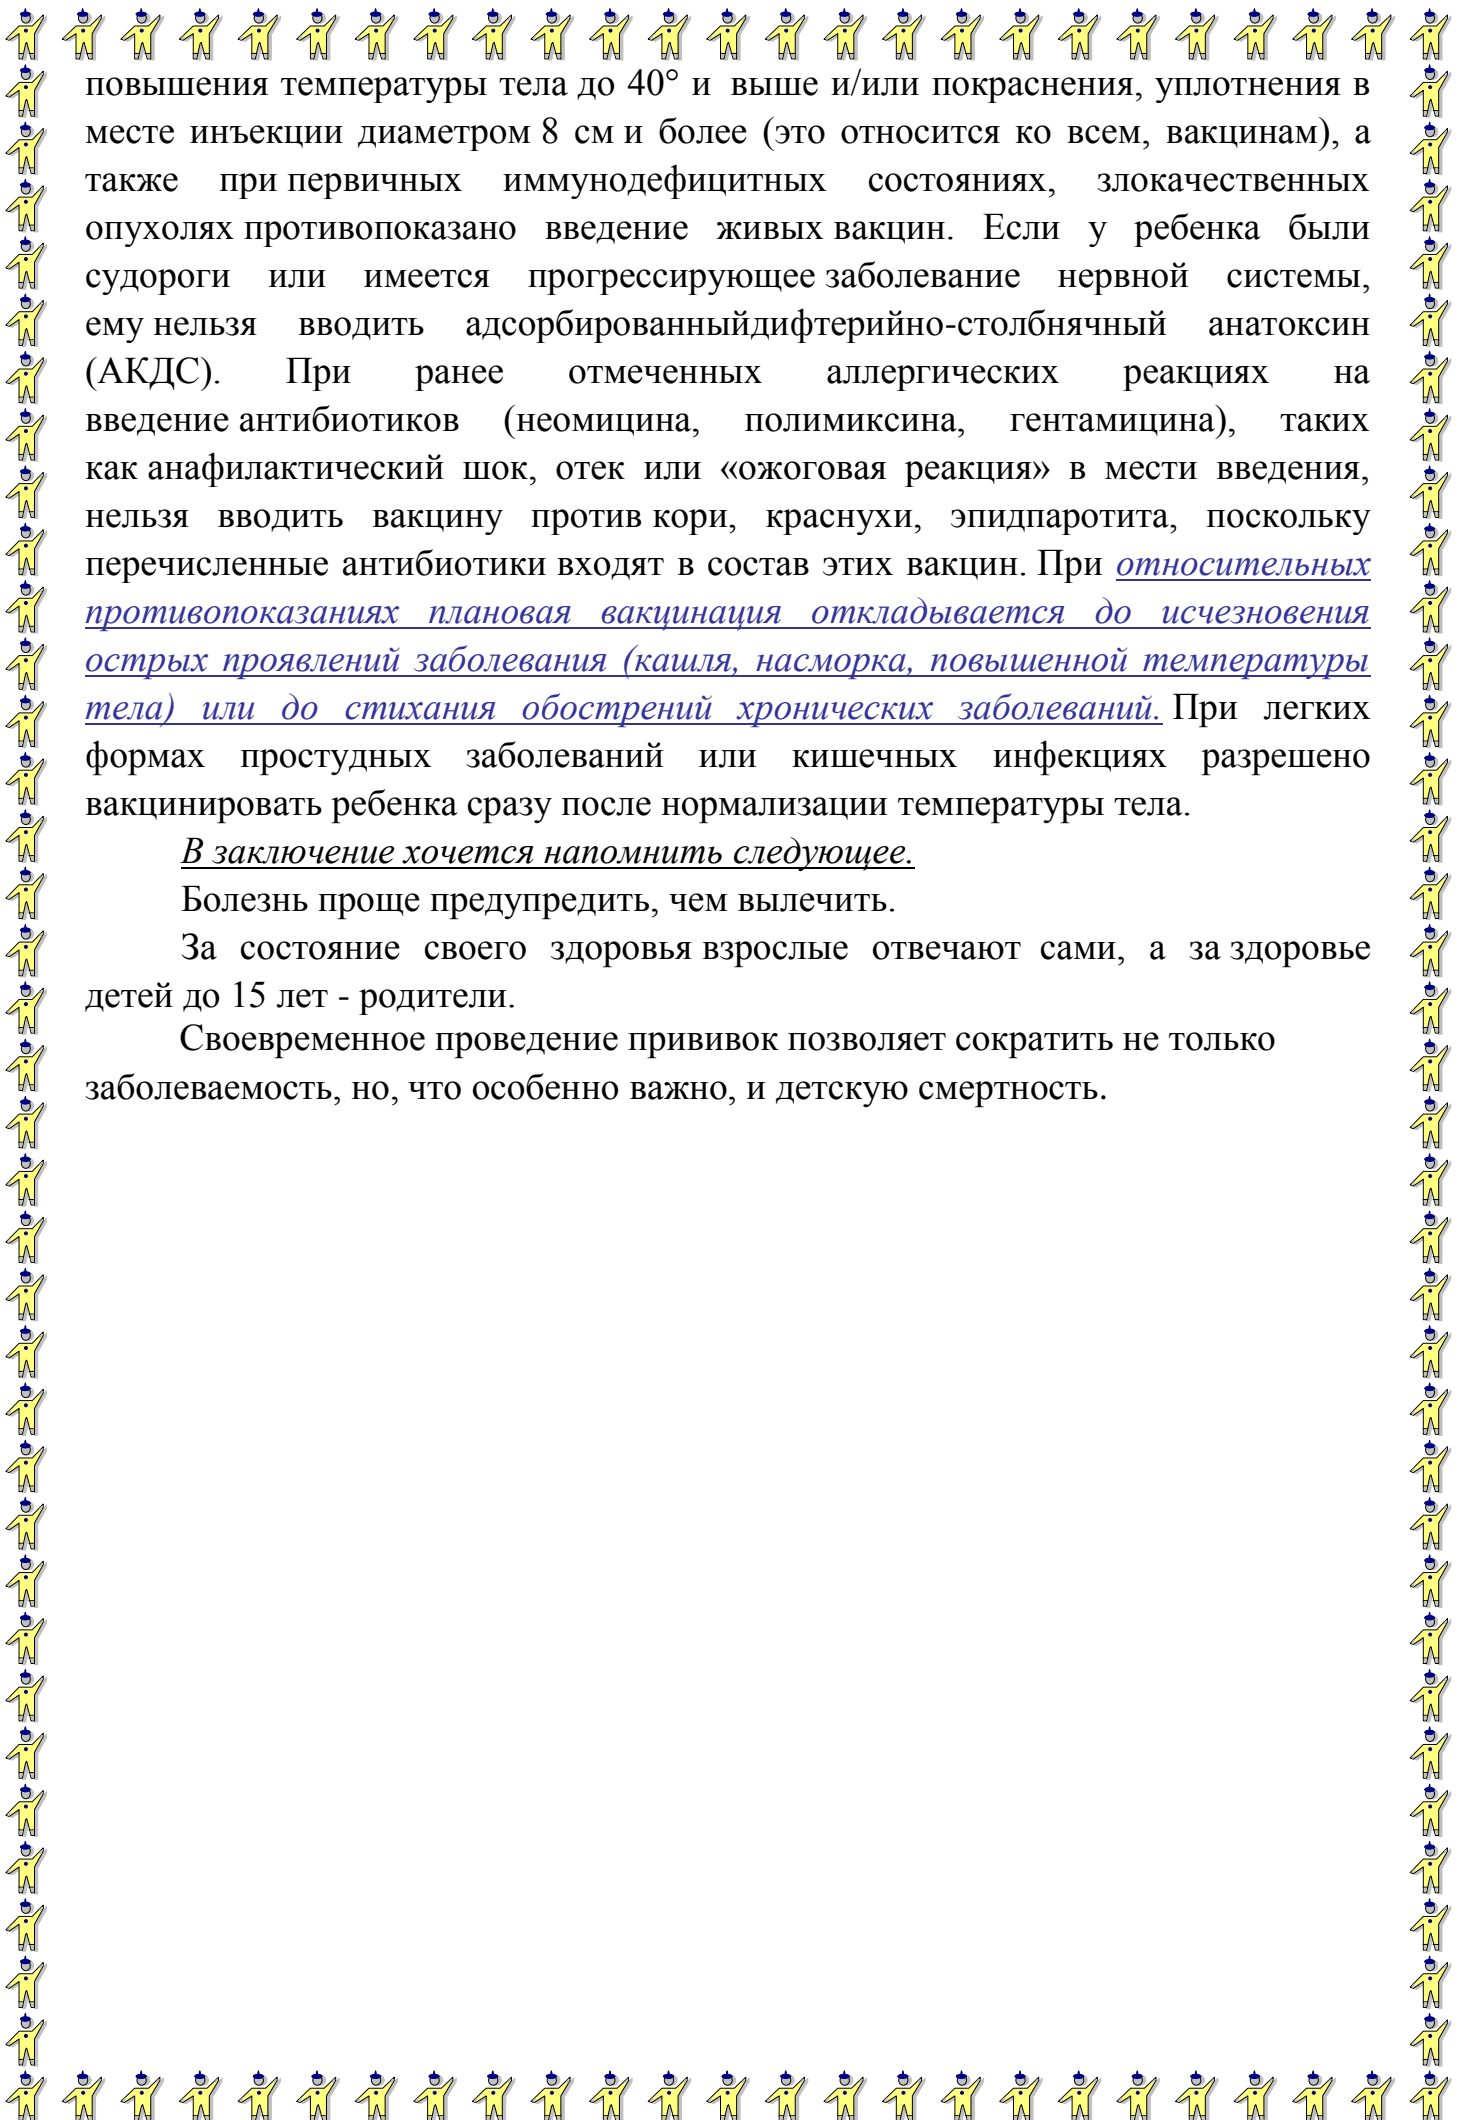 повышения температуры тела до 40° и выше и/или покраснения, уплотнения в
месте инъекции диаметром 8 см и более (это относится ко всем, вакцинам), а
также при первичных иммунодефицитных состояниях, злокачественных
опухолях противопоказано введение живых вакцин. Если у ребенка были
судороги или имеется прогрессирующее заболевание нервной системы,
ему нельзя вводить адсорбированныйдифтерийно-столбнячный анатоксин
(АКДС). При ранее отмеченных аллергических реакциях на
введение антибиотиков (неомицина, полимиксина, гентамицина), таких
как анафилактический шок, отек или «ожоговая реакция» в мести введения,
нельзя вводить вакцину против кори, краснухи, эпидпаротита, поскольку
перечисленные антибиотики входят в состав этих вакцин. При относительных
противопоказаниях плановая вакцинация откладывается до исчезновения
острых проявлений заболевания (кашля, насморка, повышенной температуры
тела) или до стихания обострений хронических заболеваний. При легких
формах простудных заболеваний или кишечных инфекциях разрешено
вакцинировать ребенка сразу после нормализации температуры тела.
В заключение хочется напомнить следующее.
Болезнь проще предупредить, чем вылечить.
За состояние своего здоровья взрослые отвечают сами, а за здоровье
детей до 15 лет - родители.
Своевременное проведение прививок позволяет сократить не только
заболеваемость, но, что особенно важно, и детскую смертность.